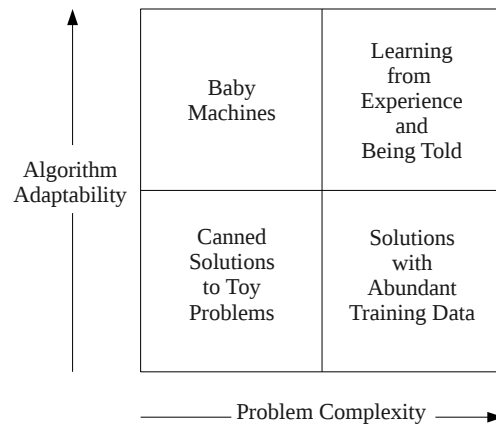 Baby
Machines
Learning
from
Experience
and
Being Told
Algorithm
Adaptability
Canned
Solutions
to Toy
Problems
Solutions
with
Abundant
Training Data
Problem Complexity